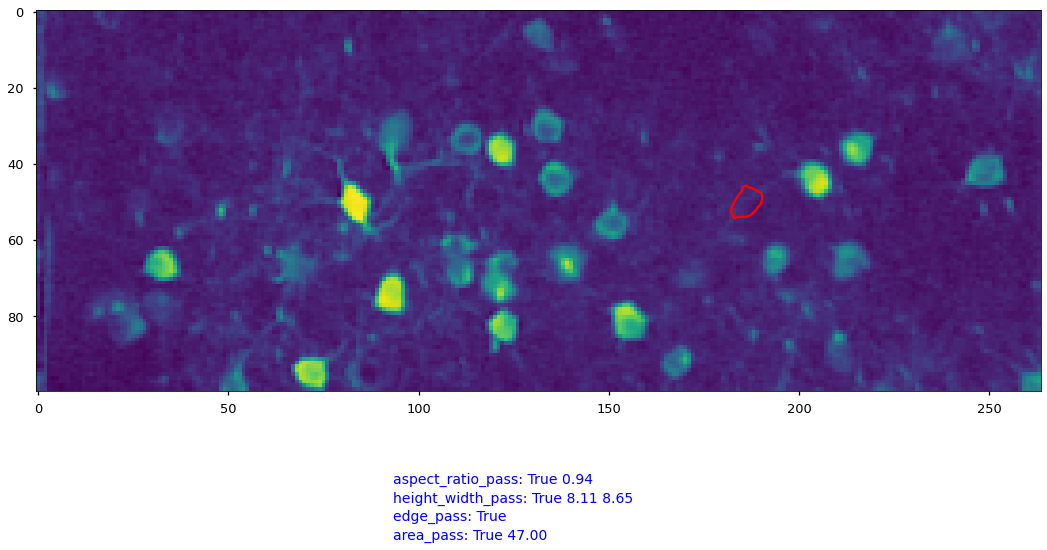 0
20
40
60
80
0 50 100 150 200 250
aspect_ratio_pass: True 0.94
height_width_pass: True 8.11 8.65
edge_pass: True
area_pass: True 47.00